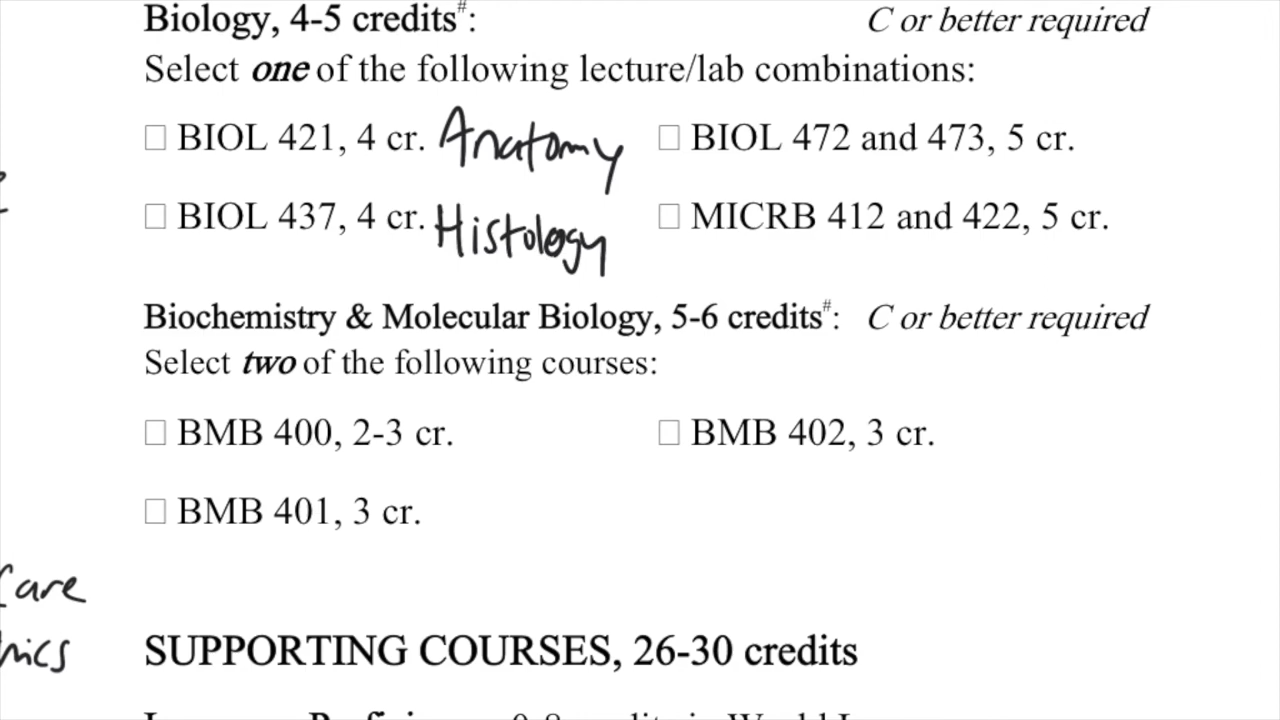 Biology, 4-5 credits#: C or better required
Select one of the following lecture/lab combinations:
☐ BIOL 421, 4 cr. Anatomy ☐ BIOL 472 and 473, 5 cr.
☐ BIOL 437, 4 cr. Histology ☐ MICRB 412 and 422, 5 cr.
Biochemistry & Molecular Biology, 5-6 credits#: C or better required
Select two of the following courses:
☐ BMB 400, 2-3 cr. ☐ BMB 402, 3 cr.
☐ BMB 401, 3 cr.
Care
SUPPORTING COURSES, 26-30 credits